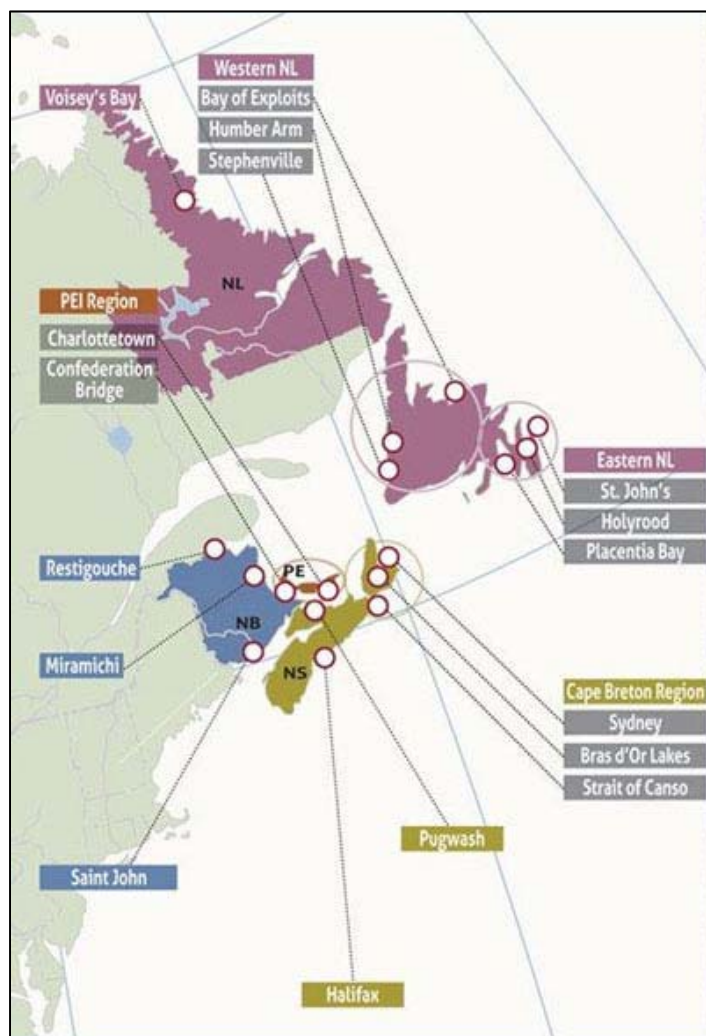 Western NL
Voisey's Bay
Bay of Exploits
Humber Arm
Stephenville
NL
PEI Region
Charlottetown
Confederation
Bridge
Eastern NL
St. John's
Holyrood
Placentia Bay
Restigouche
PE
NB
Miramichi
NS
Cape Breton Region
Sydney
Bras d'Or Lakes
Strait of Canso
Pugwash
Saint John
Halifax